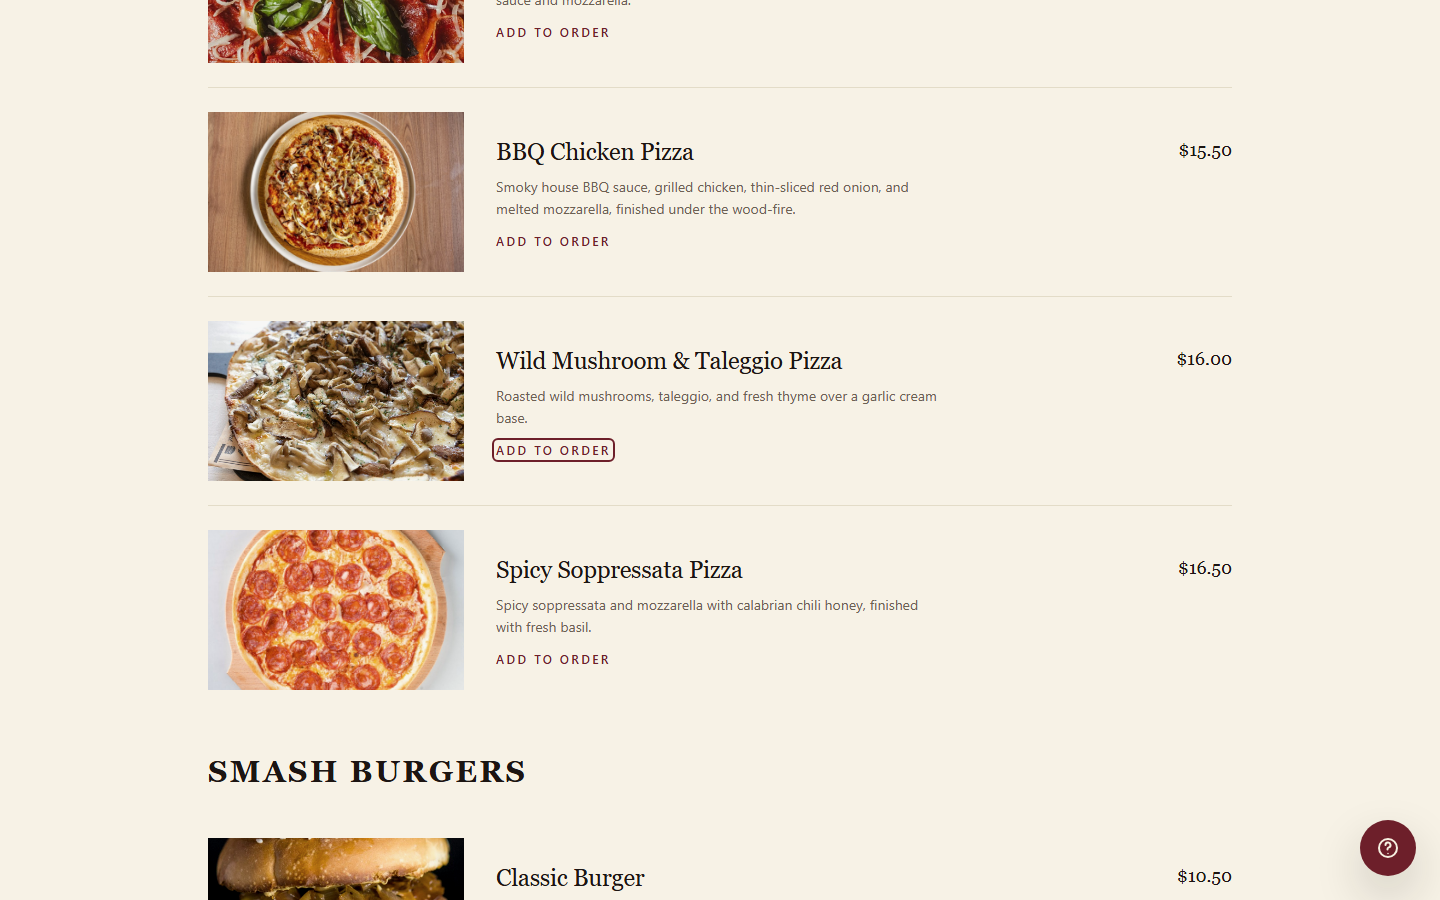 sauce and mozzarella.
ADD TO ORDER
BBQ Chicken Pizza
$15.50
Smoky house BBQ sauce, grilled chicken, thin-sliced red onion, and
melted mozzarella, finished under the wood-fire.
ADD TO ORDER
Wild Mushroom & Taleggio Pizza
$16.00
Roasted wild mushrooms, taleggio, and fresh thyme over a garlic cream
base.
ADD TO ORDER
Spicy Soppressata Pizza
$16.50
Spicy soppressata and mozzarella with calabrian chili honey, finished
with fresh basil.
ADD TO ORDER
SMASH BURGERS
Classic Burger
$10.50